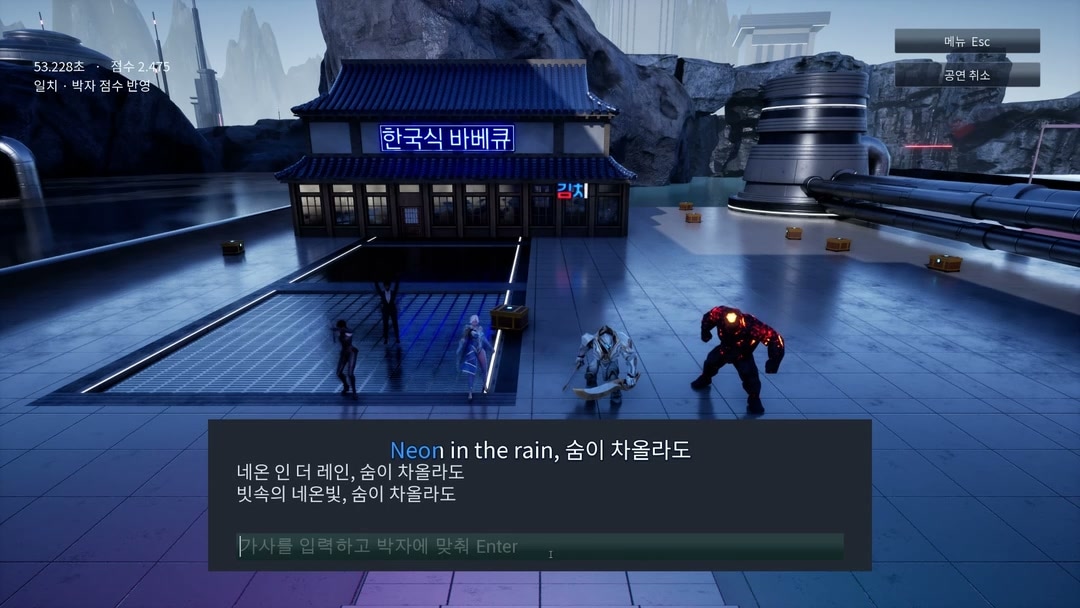 53.228초 · 점수 2.475
일치 · 박자 점수 반영
메뉴 Esc
공연 취소
한국식 바베큐
김치
Neon in the rain, 숨이 차올라도
네온 인 더 레인, 숨이 차올라도
빗속의 네온빛, 숨이 차올라도
가사를 입력하고 박자에 맞춰 Enter